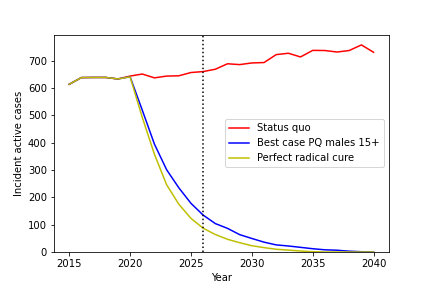 700
600
500
400
300
200
100
0
Incident active cases
Status quo
Best case PQ males 15+
Perfect radical cure
2015 2020 2025 2030 2035 2040
Year